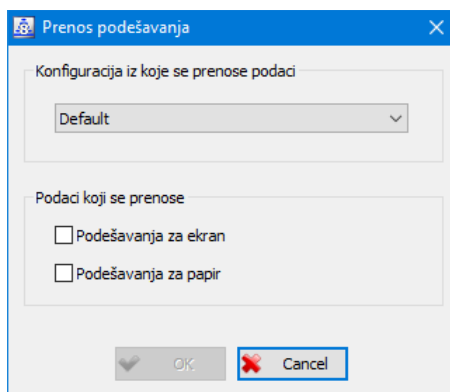 Prenos podešavanja
Konfiguracija iz koje se prenose podaci
Default
Podaci koji se prenose
Podešavanja za ekran
Podešavanja za papir
OK
Cancel